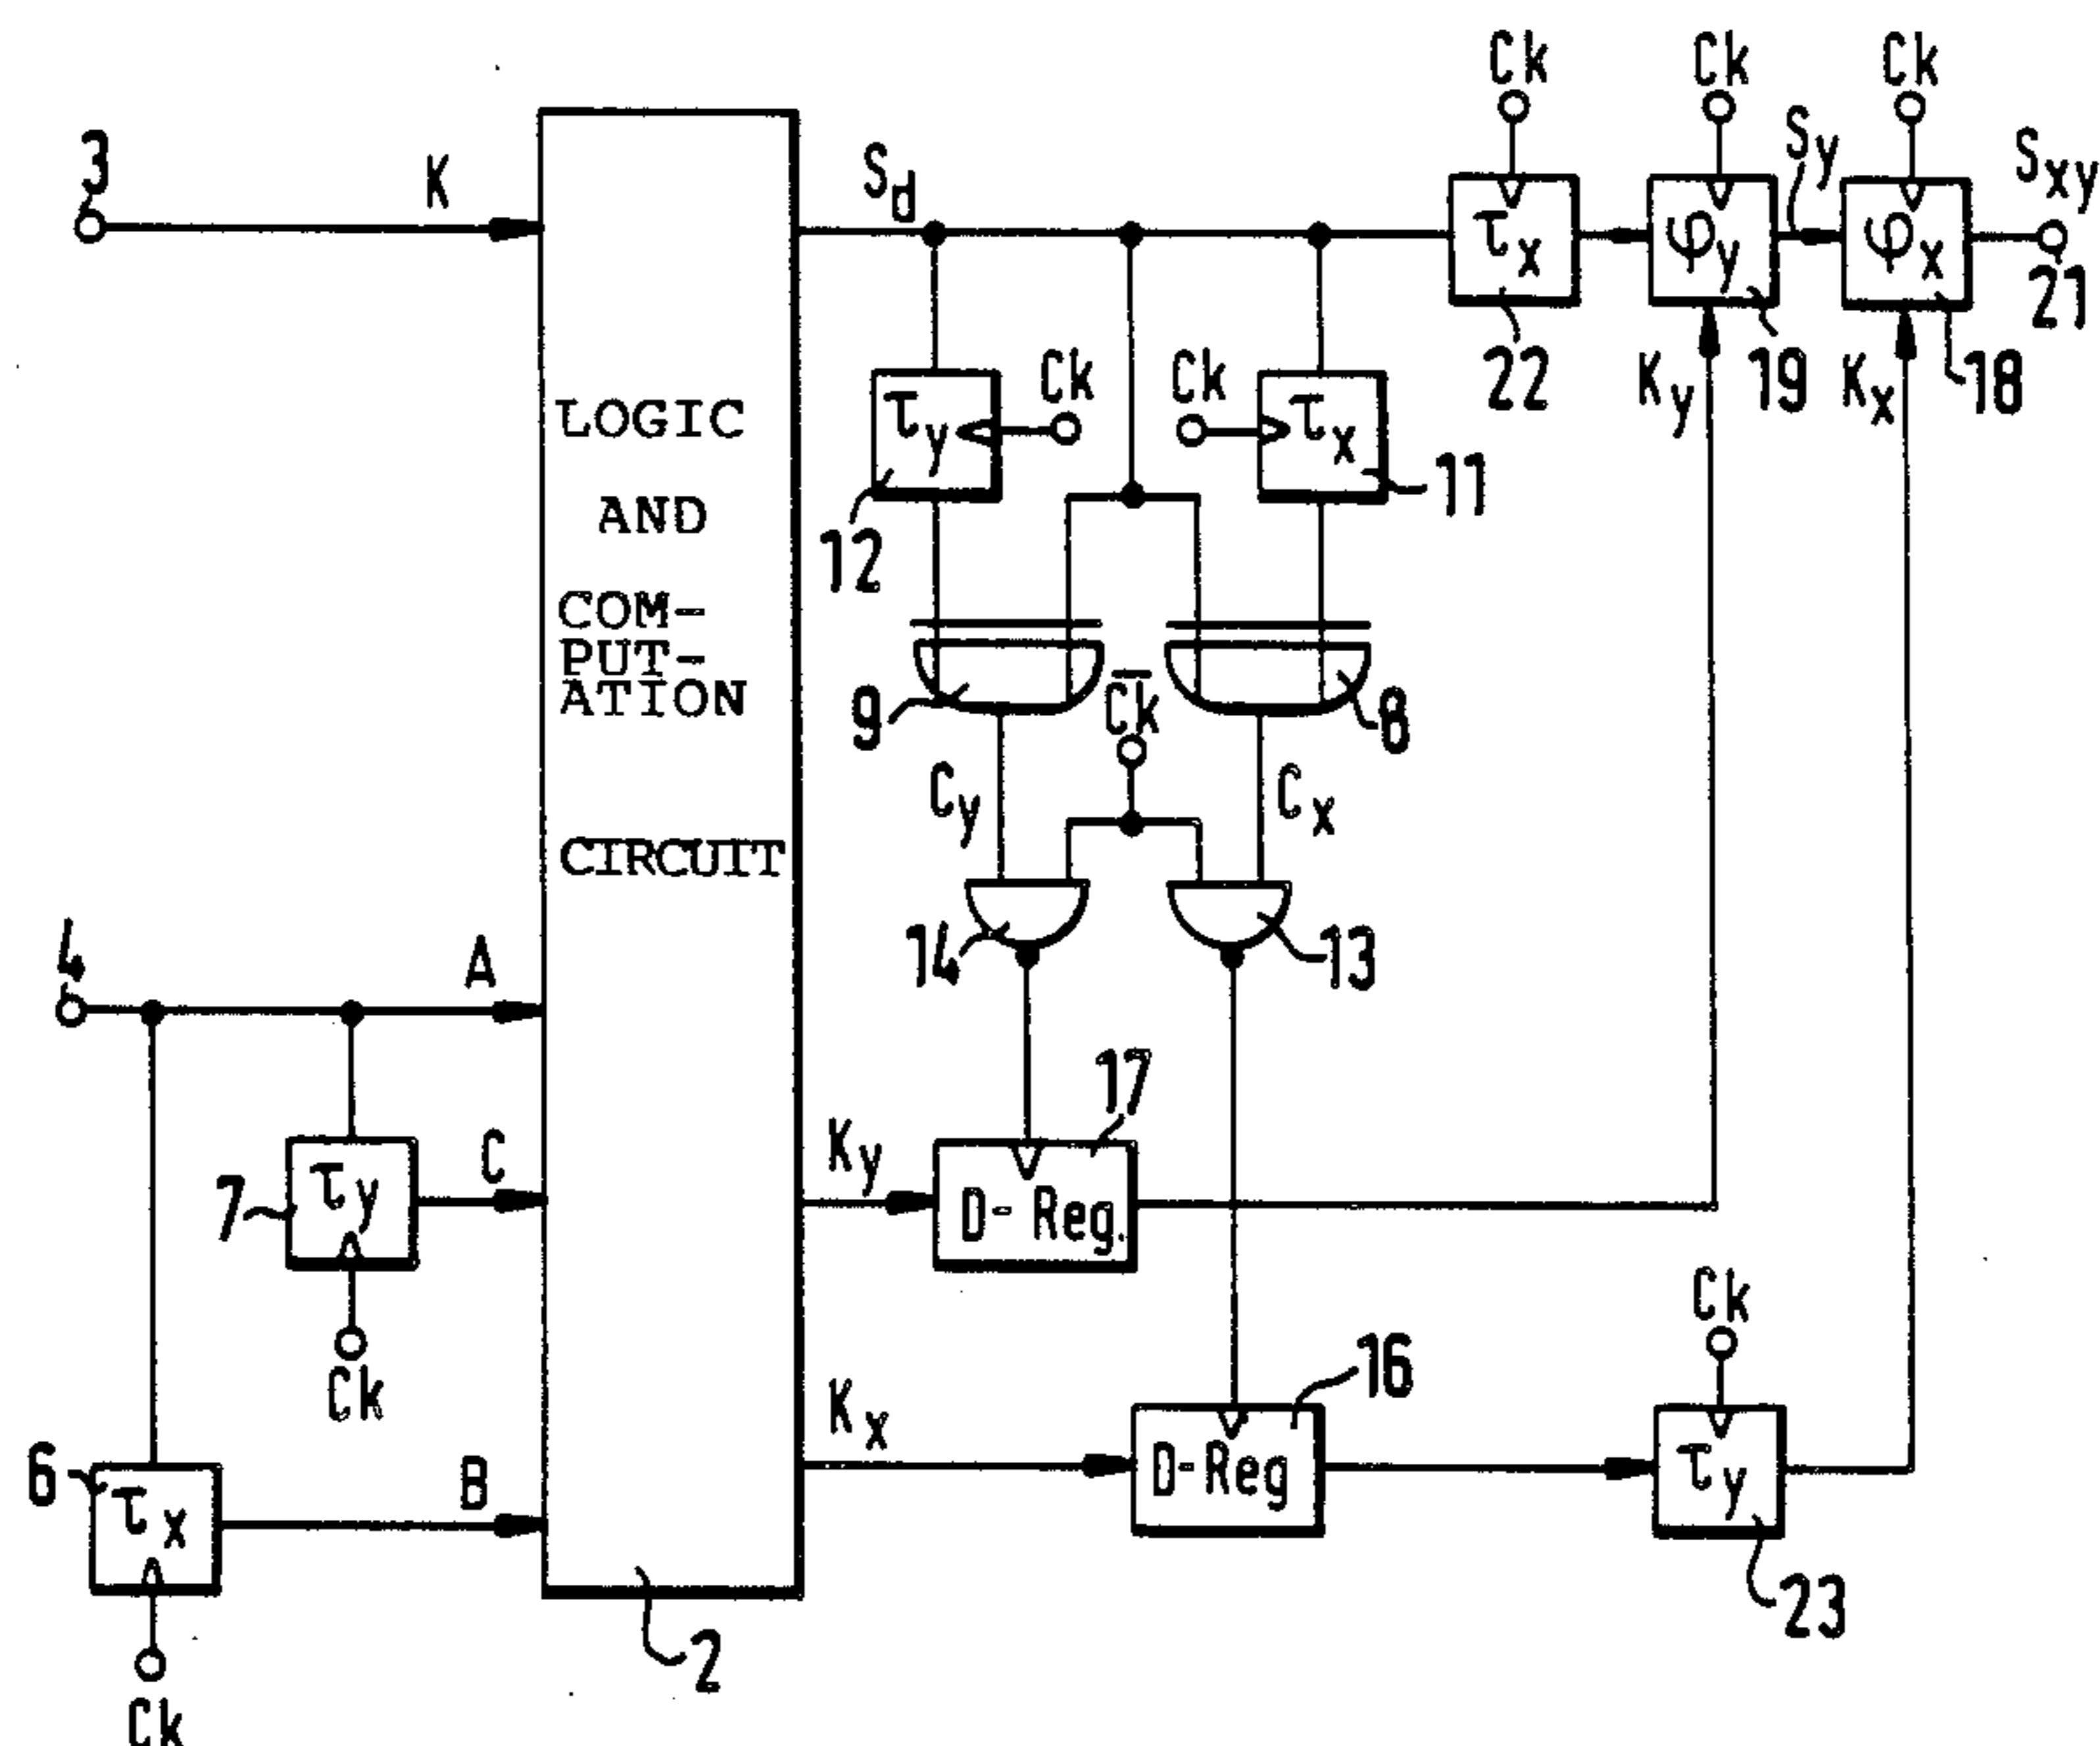 Ck Ck Ck
3 K S_d S_y S_xy
τ_x φ_y φ_x
21
22 K_y 19 K_x 18
τ_y Ck Ck τ_x
12 11
LOGIC
AND
COM-
PUT-
ATION
CIRCUIT
9 C̅k̅ 8
C_y C_x
14 13
4 A
17
7 τ_y C K_y D-Reg.
Ck
Ck
16
6 τ_x B K_x D-Reg τ_y
2 23
Ck